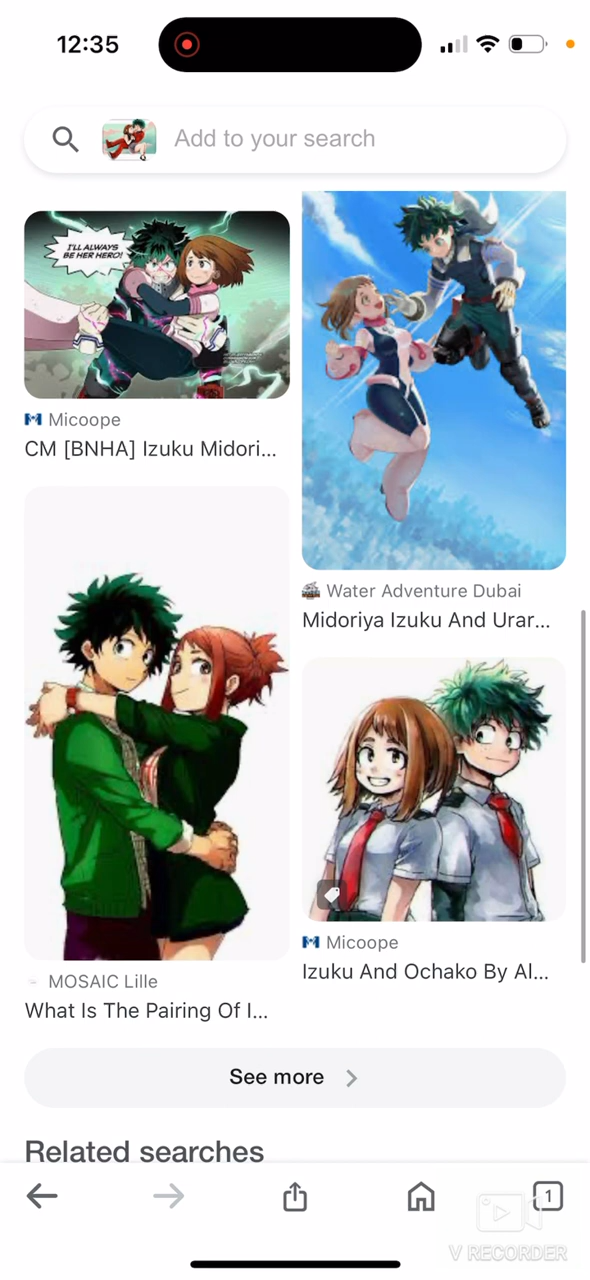 12:35
Add to your search
I'LL ALWAYS
BE HER HERO!
Micoope
CM [BNHA] Izuku Midori...
Water Adventure Dubai
Midoriya Izuku And Urar...
MOSAIC Lille
What Is The Pairing Of I...
Micoope
Izuku And Ochako By Al...
See more
Related searches
1
V RECORDER